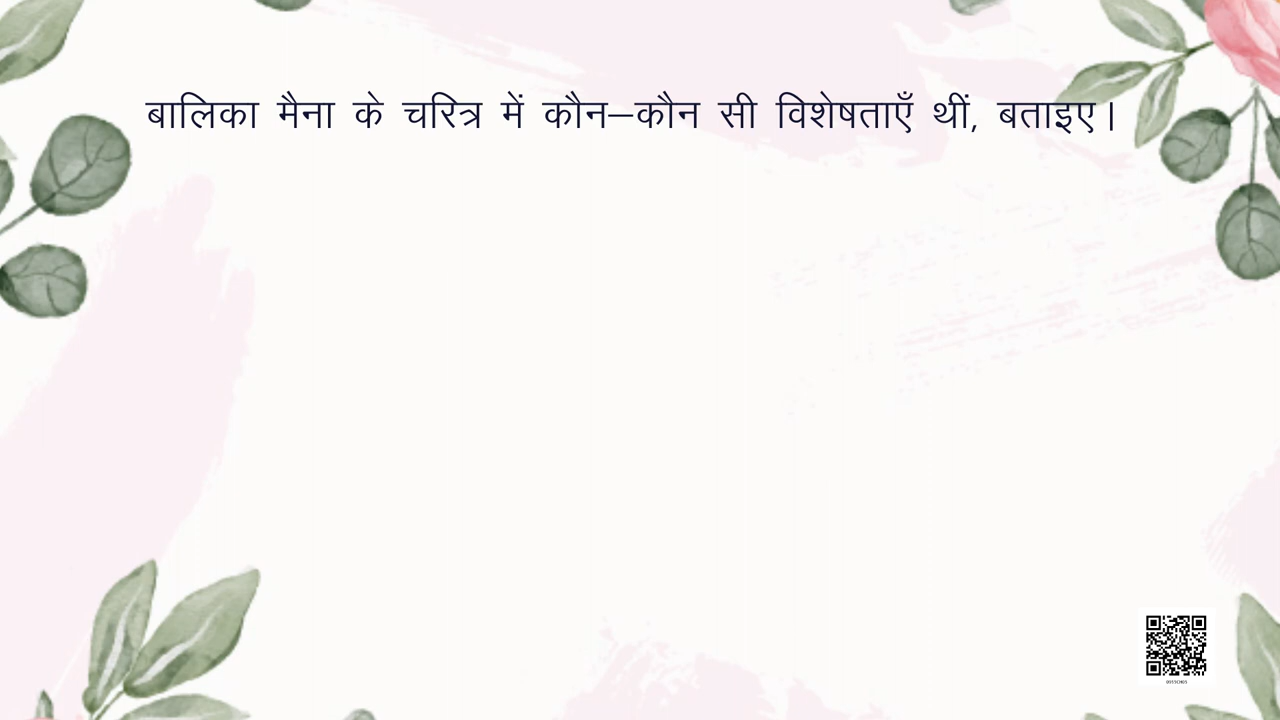 बालिका मैना के चरित्र में कौन–कौन सी विशेषताएँ थीं, बताइए।